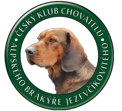 ČESKÝ KLUB CHOVATELŮ
ALPSKÉHO BRAKÝŘE JEZEVČÍKOVITÉHO